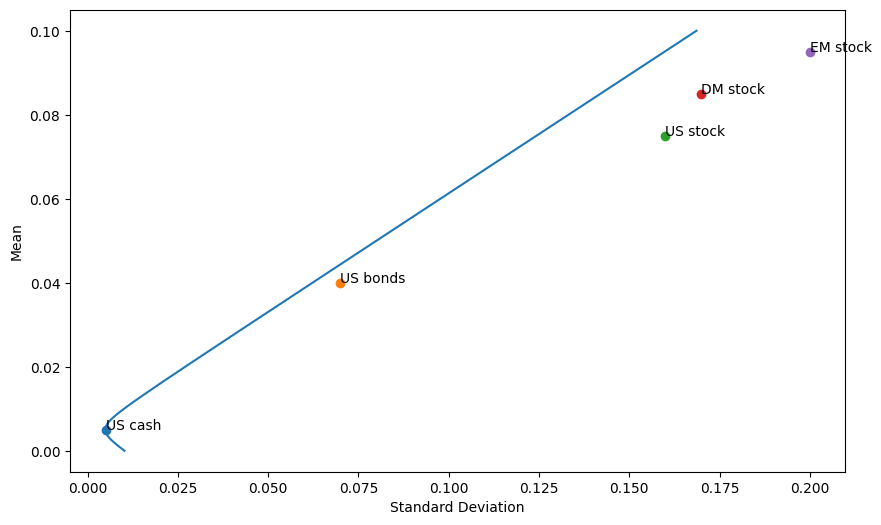 0.10
EM stock
DM stock
0.08
US stock
0.06
Mean
0.04
US bonds
0.02
US cash
0.00
0.000 0.025 0.050 0.075 0.100 0.125 0.150 0.175 0.200
Standard Deviation